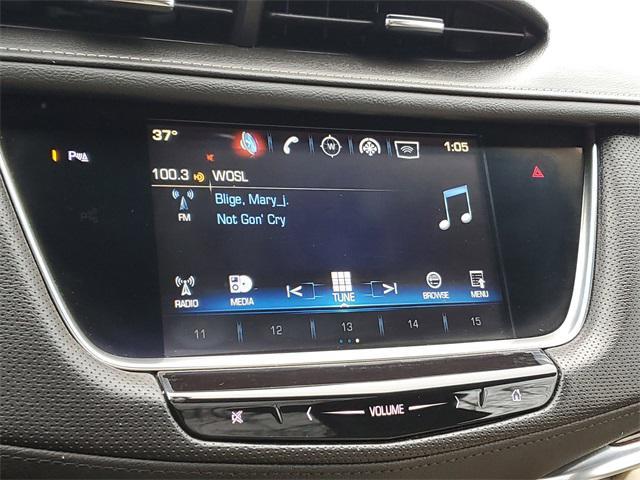 37° W 1:05
P
100.3 WOSL
Blige, Mary_j.
FM
Not Gon' Cry
RADIO MEDIA TUNE BROWSE MENU
11 12 13 14 15
VOLUME